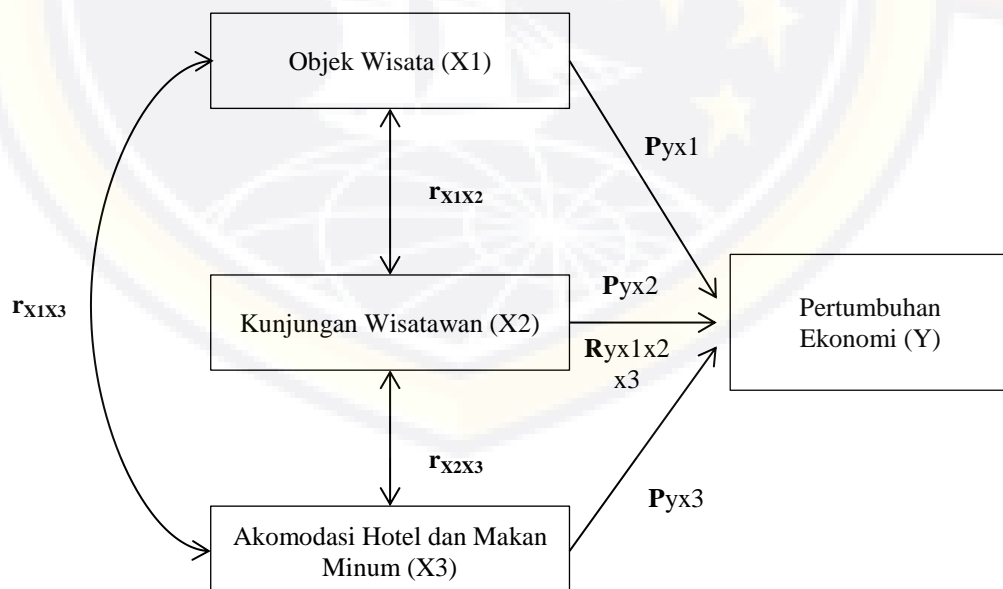 Objek Wisata (X1)
Pyx1
rX1X2
Pyx2
Pertumbuhan
Ekonomi (Y)
rX1X3
Kunjungan Wisatawan (X2)
Ryx1x2
x3
rX2X3
Pyx3
Akomodasi Hotel dan Makan
Minum (X3)